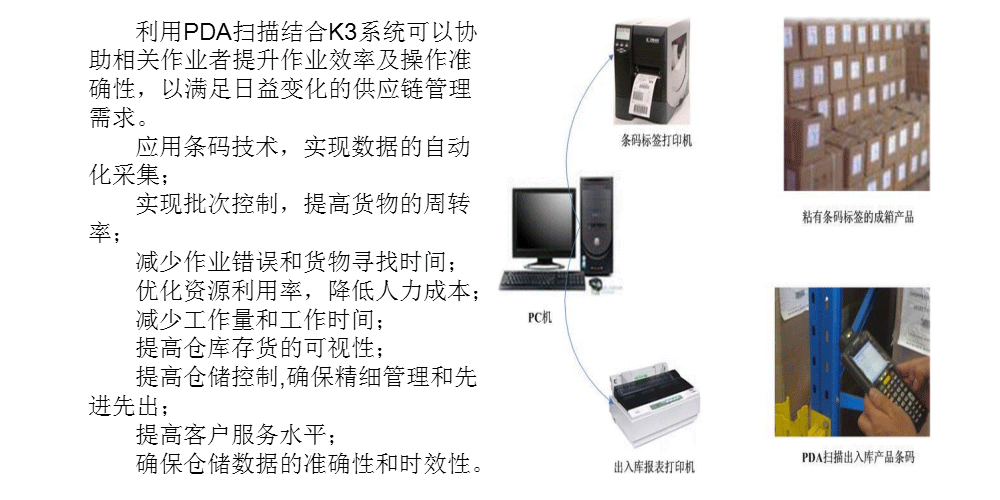 利用PDA扫描结合K3系统可以协
助相关作业者提升作业效率及操作准
确性，以满足日益变化的供应链管理
需求。
应用条码技术，实现数据的自动
化采集；
实现批次控制，提高货物的周转
率；
减少作业错误和货物寻找时间；
优化资源利用率，降低人力成本；
减少工作量和工作时间；
提高仓库存货的可视性；
提高仓储控制,确保精细管理和先
进先出；
提高客户服务水平；
确保仓储数据的准确性和时效性。
条码标签打印机
粘有条码标签的成箱产品
PC机
出入库报表打印机
PDA扫描出入库产品条码